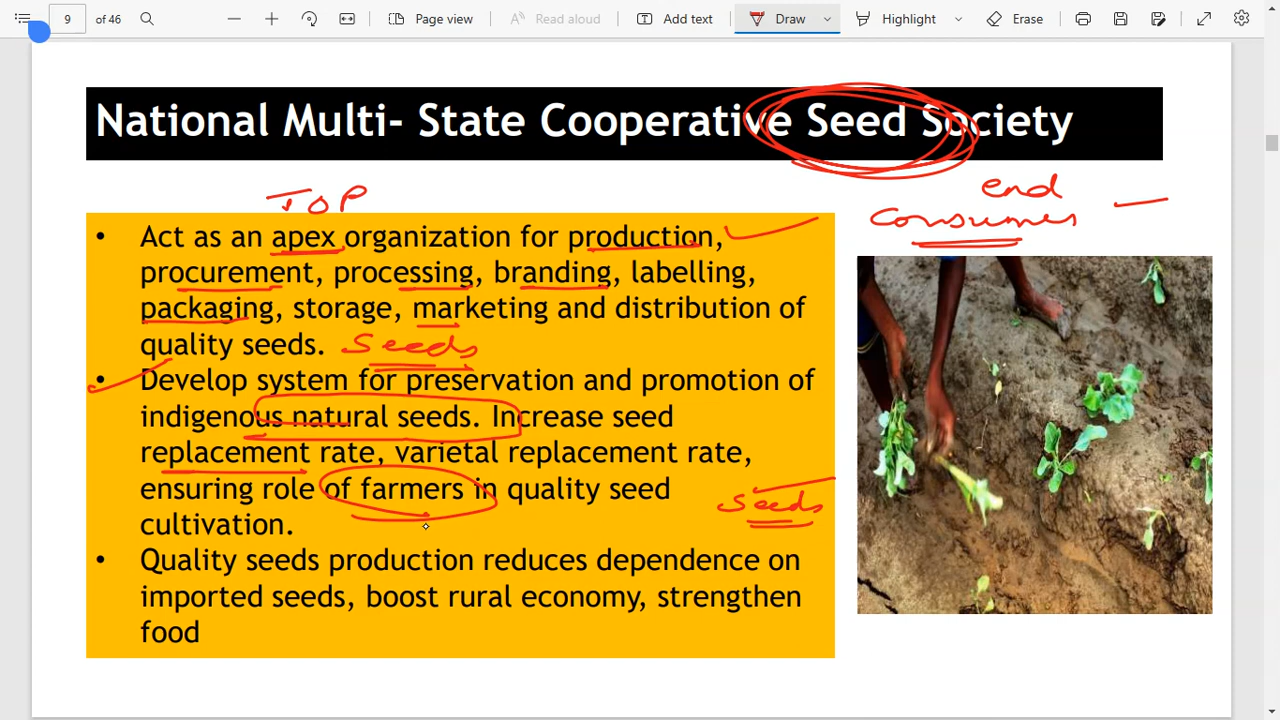 9 of 46 Page view Read aloud Add text Draw Highlight Erase
National Multi- State Cooperative Seed Society
TOP
end
consumes
• Act as an apex organization for production,
procurement, processing, branding, labelling,
packaging, storage, marketing and distribution of
quality seeds. Seeds
• Develop system for preservation and promotion of
indigenous natural seeds. Increase seed
replacement rate, varietal replacement rate,
ensuring role of farmers in quality seed
Seeds
cultivation.
• Quality seeds production reduces dependence on
imported seeds, boost rural economy, strengthen
food